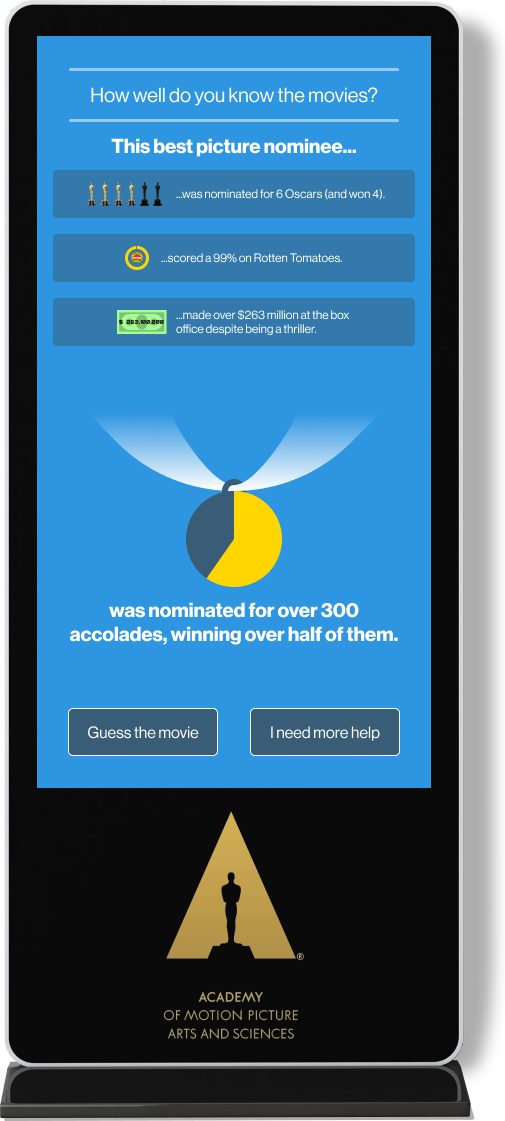 How well do you know the movies?
This best picture nominee...
...was nominated for 6 Oscars (and won 4).
...scored a 99% on Rotten Tomatoes.
$ 263,100,000
...made over $263 million at the box
office despite being a thriller.
was nominated for over 300
accolades, winning over half of them.
Guess the movie
I need more help
®
ACADEMY
OF MOTION PICTURE
ARTS AND SCIENCES